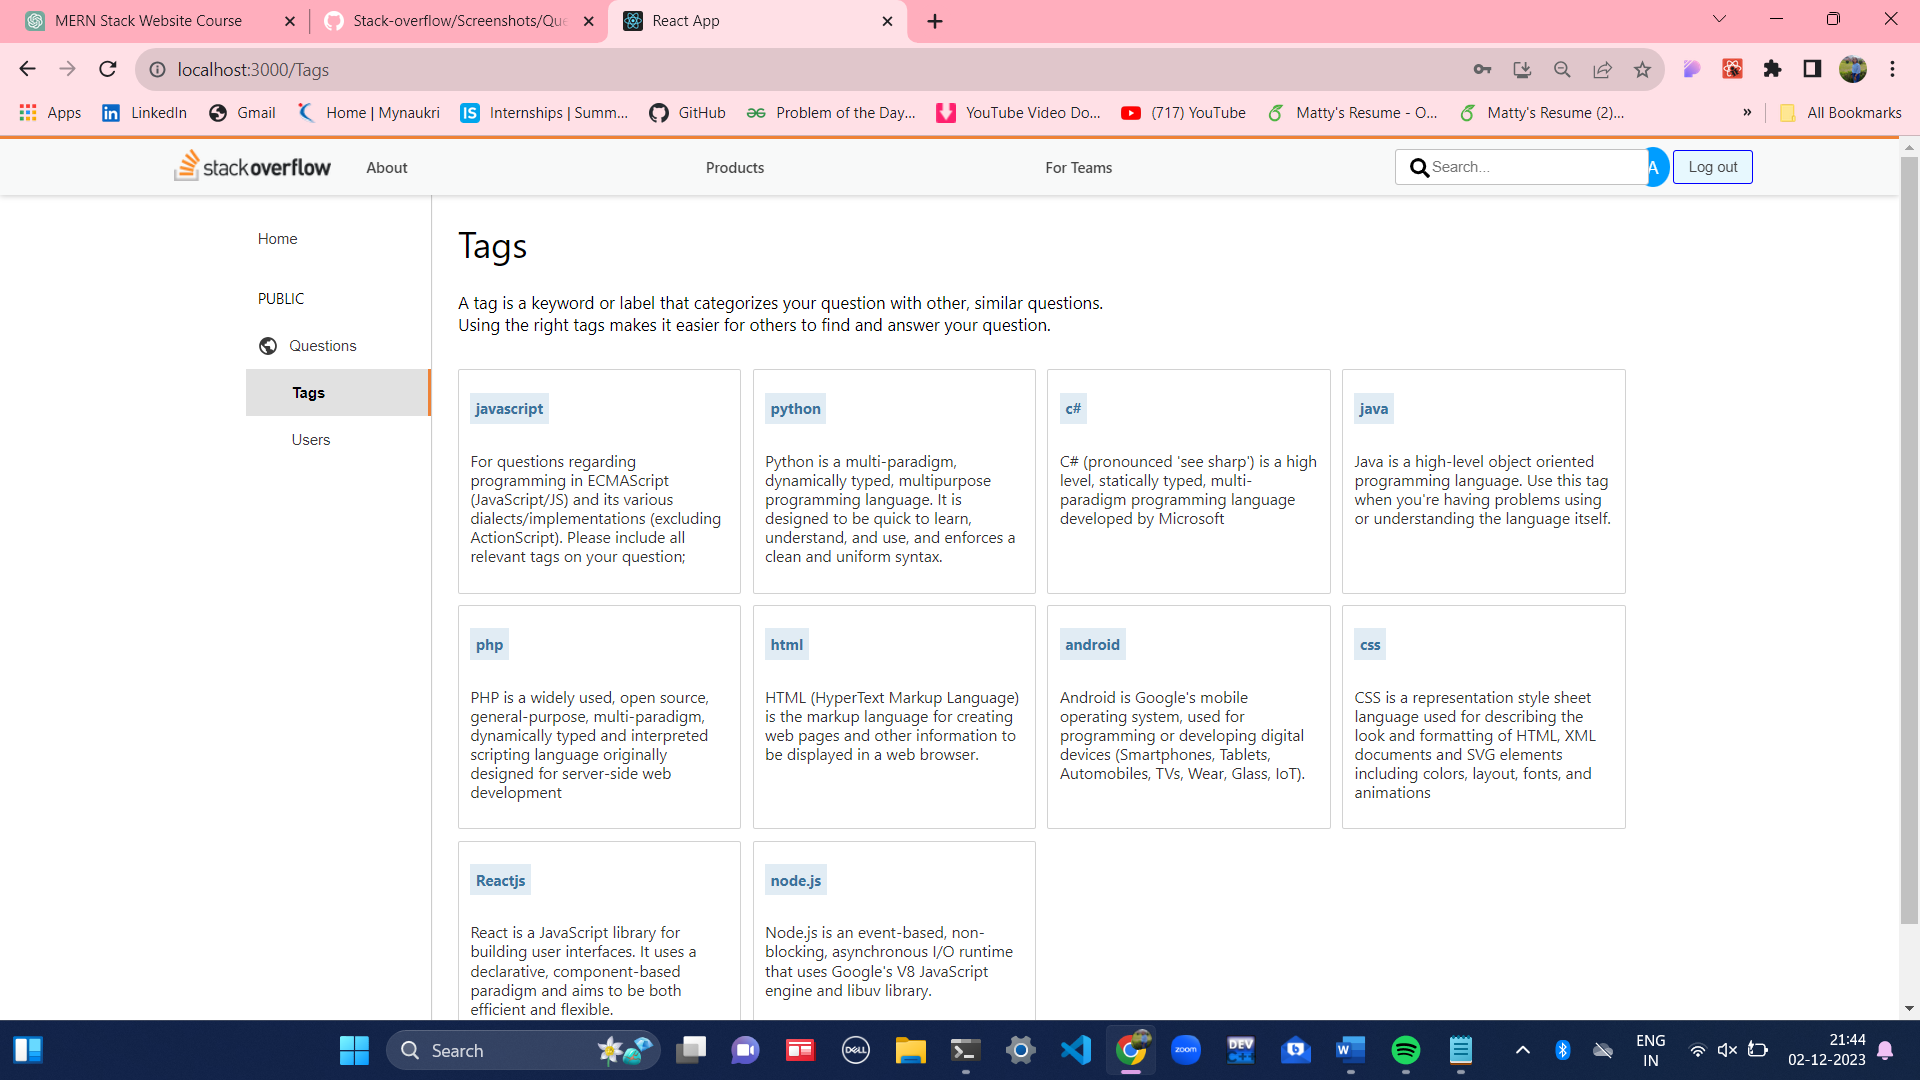 MERN Stack Website Course
Stack-overflow/Screenshots/Que
React App
localhost:3000/Tags
Apps
LinkedIn
Gmail
Home | Mynaukri
Internships | Summ...
GitHub
Problem of the Day...
YouTube Video Do...
(717) YouTube
Matty's Resume - O...
Matty's Resume (2)...
»
All Bookmarks
stackoverflow
About
Products
For Teams
Search...
A
Log out
Home
PUBLIC
Questions
Tags
Users
Tags
A tag is a keyword or label that categorizes your question with other, similar questions.
Using the right tags makes it easier for others to find and answer your question.
javascript
For questions regarding
programming in ECMAScript
(JavaScript/JS) and its various
dialects/implementations (excluding
ActionScript). Please include all
relevant tags on your question;
python
Python is a multi-paradigm,
dynamically typed, multipurpose
programming language. It is
designed to be quick to learn,
understand, and use, and enforces a
clean and uniform syntax.
c#
C# (pronounced 'see sharp') is a high
level, statically typed, multi-
paradigm programming language
developed by Microsoft
java
Java is a high-level object oriented
programming language. Use this tag
when you're having problems using
or understanding the language itself.
php
PHP is a widely used, open source,
general-purpose, multi-paradigm,
dynamically typed and interpreted
scripting language originally
designed for server-side web
development
html
HTML (HyperText Markup Language)
is the markup language for creating
web pages and other information to
be displayed in a web browser.
android
Android is Google's mobile
operating system, used for
programming or developing digital
devices (Smartphones, Tablets,
Automobiles, TVs, Wear, Glass, IoT).
css
CSS is a representation style sheet
language used for describing the
look and formatting of HTML, XML
documents and SVG elements
including colors, layout, fonts, and
animations
Reactjs
React is a JavaScript library for
building user interfaces. It uses a
declarative, component-based
paradigm and aims to be both
efficient and flexible.
node.js
Node.js is an event-based, non-
blocking, asynchronous I/O runtime
that uses Google's V8 JavaScript
engine and libuv library.
Search
DELL
zoom
DEV
ENG
IN
21:44
02-12-2023